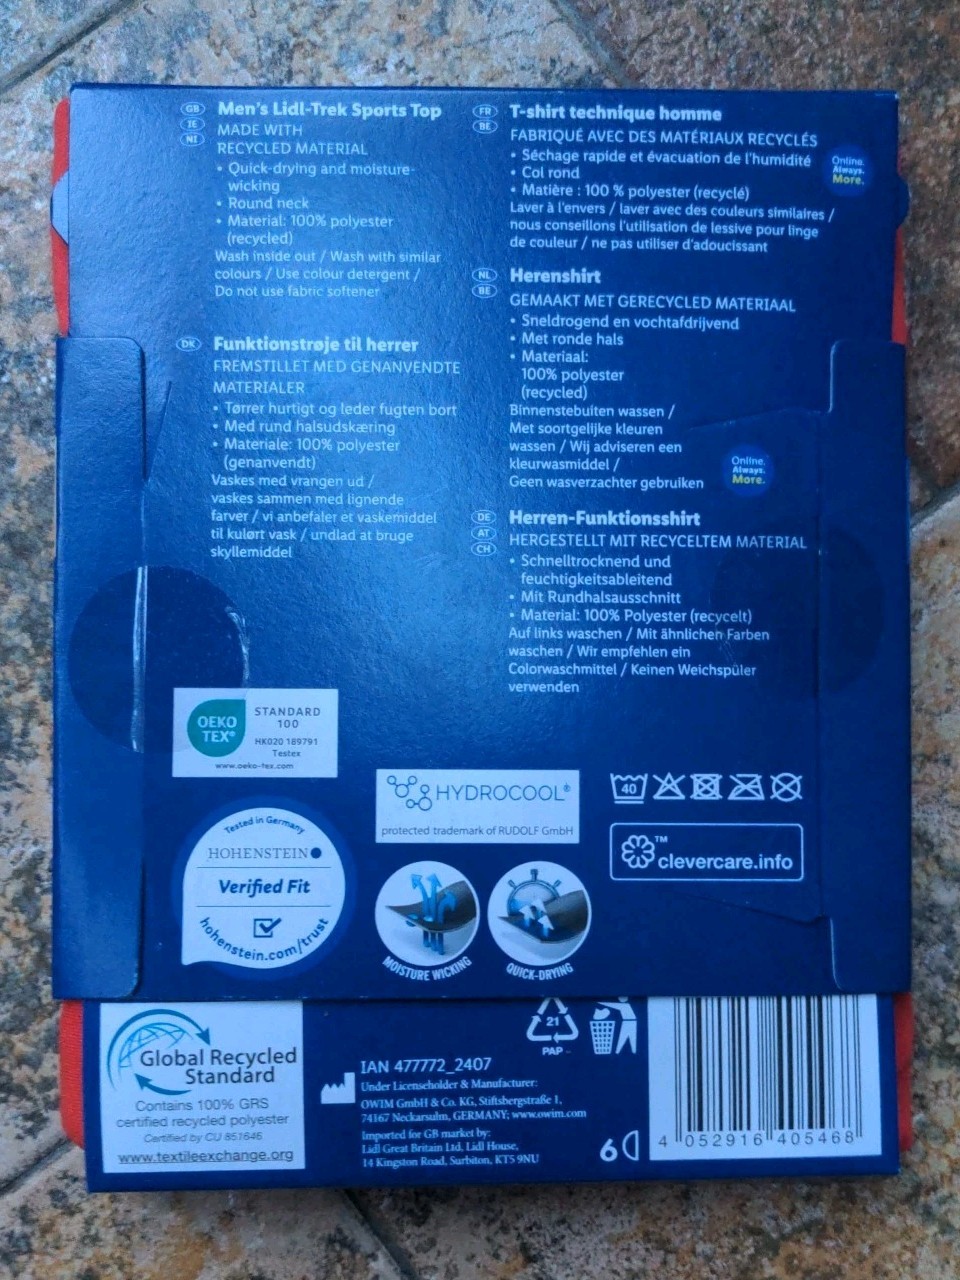 GB
IE
NI
Men's Lidl-Trek Sports Top
MADE WITH
RECYCLED MATERIAL
• Quick-drying and moisture-
wicking
• Round neck
• Material: 100% polyester
(recycled)
Wash inside out / Wash with similar
colours / Use colour detergent /
Do not use fabric softener
DK
Funktionstrøje til herrer
FREMSTILLET MED GENANVENDTE
MATERIALER
• Tørrer hurtigt og leder fugten bort
• Med rund halsudskæring
• Materiale: 100% polyester
(genanvendt)
Vaskes med vrangen ud /
vaskes sammen med lignende
farver / vi anbefaler et vaskemiddel
til kulørt vask / undlad at bruge
skyllemiddel
FR
BE
T-shirt technique homme
FABRIQUÉ AVEC DES MATÉRIAUX RECYCLÉS
• Séchage rapide et évacuation de l'humidité
• Col rond
• Matière : 100 % polyester (recyclé)
Laver à l'envers / laver avec des couleurs similaires /
nous conseillons l'utilisation de lessive pour linge
de couleur / ne pas utiliser d'adoucissant
Online.
Always.
More.
NL
BE
Herenshirt
GEMAAKT MET GERECYCLED MATERIAAL
• Sneldrogend en vochtafdrijvend
• Met ronde hals
• Materiaal:
100% polyester
(recycled)
Binnenstebuiten wassen /
Met soortgelijke kleuren
wassen / Wij adviseren een
kleurwasmiddel /
Geen wasverzachter gebruiken
Online.
Always.
More.
DE
AT
CH
Herren-Funktionsshirt
HERGESTELLT MIT RECYCELTEM MATERIAL
• Schnelltrocknend und
feuchtigkeitsableitend
• Mit Rundhalsausschnitt
• Material: 100% Polyester (recycelt)
Auf links waschen / Mit ähnlichen Farben
waschen / Wir empfehlen ein
Colorwaschmittel / Keinen Weichspüler
verwenden
OEKO
TEX®
STANDARD
100
HK020 189791
Testex
www.oeko-tex.com
HYDROCOOL®
protected trademark of RUDOLF GmbH
40
™
clevercare.info
Tested in Germany
HOHENSTEIN
Verified Fit
hohenstein.com/trust
MOISTURE WICKING
QUICK-DRYING
Global Recycled
Standard
Contains 100% GRS
certified recycled polyester
Certified by CU 851646
www.textileexchange.org
21
PAP
IAN 477772_2407
Under Licenseholder & Manufacturer:
OWIM GmbH & Co. KG, Stiftsbergstraße 1,
74167 Neckarsulm, GERMANY; www.owim.com
Imported for GB market by:
Lidl Great Britain Ltd, Lidl House,
14 Kingston Road, Surbiton, KT5 9NU
6
4 052916 405468